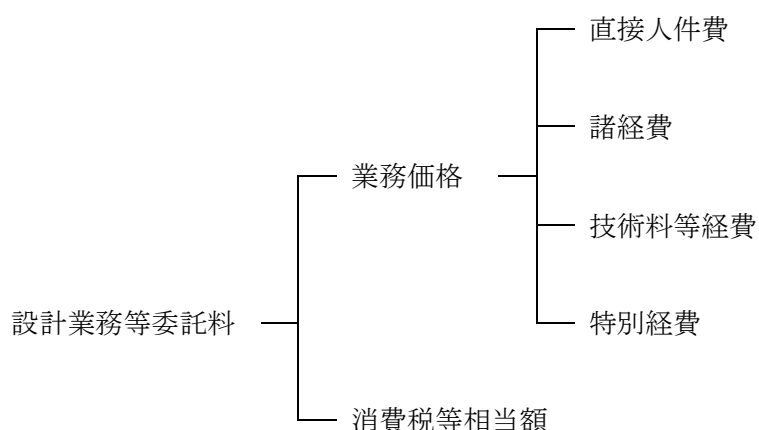 直接人件費
諸経費
業務価格
技術料等経費
設計業務等委託料
特別経費
消費税等相当額